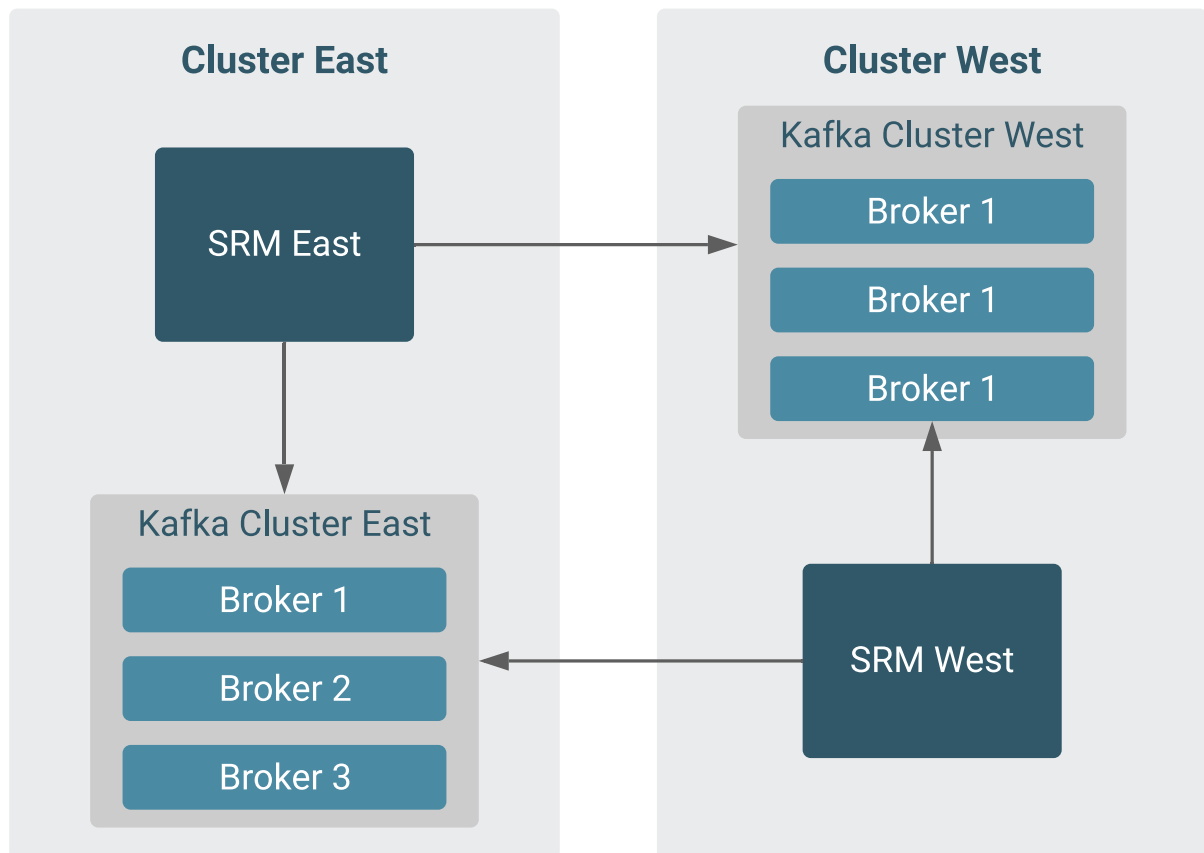 Cluster East
SRM East
Kafka Cluster East
Broker 1
Broker 2
Broker 3
Cluster West
Kafka Cluster West
Broker 1
Broker 1
Broker 1
SRM West